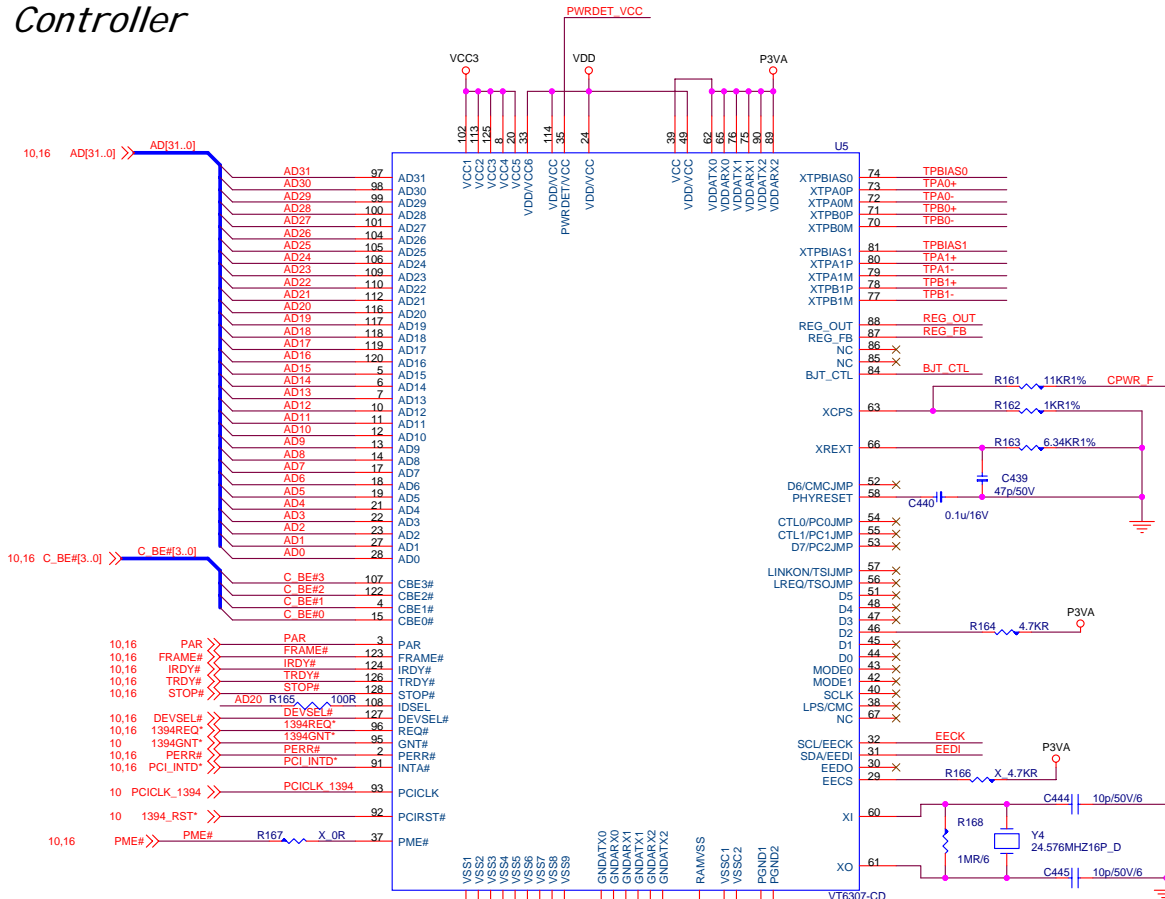 Controller
PWRDET_VCC
VCC3 VDD P3VA
102 113 125 8 20 33 114 35 24 39 49 62 65 76 75 90 89
U5
VCC1 VCC2 VCC3 VCC4 VCC5 VDD/VCC6 VDD/VCC PWRDET/VCC VDD/VCC VCC VDD/VCC VDDATX0 VDDARX0 VDDATX1 VDDARX1 VDDATX2 VDDARX2
10,16 AD[31..0] AD[31..0]
AD31 97 AD31
AD30 98 AD30
AD29 99 AD29
AD28 100 AD28
AD27 101 AD27
AD26 104 AD26
AD25 105 AD25
AD24 106 AD24
AD23 109 AD23
AD22 110 AD22
AD21 112 AD21
AD20 116 AD20
AD19 117 AD19
AD18 118 AD18
AD17 119 AD17
AD16 120 AD16
AD15 5 AD15
AD14 6 AD14
AD13 7 AD13
AD12 10 AD12
AD11 11 AD11
AD10 12 AD10
AD9 13 AD9
AD8 14 AD8
AD7 17 AD7
AD6 18 AD6
AD5 19 AD5
AD4 21 AD4
AD3 22 AD3
AD2 23 AD2
AD1 27 AD1
AD0 28 AD0
10,16 C_BE#[3..0] C_BE#[3..0]
C_BE#3 107 CBE3#
C_BE#2 122 CBE2#
C_BE#1 4 CBE1#
C_BE#0 15 CBE0#
10,16 PAR PAR 3 PAR
10,16 FRAME# FRAME# 123 FRAME#
10,16 IRDY# IRDY# 124 IRDY#
10,16 TRDY# TRDY# 126 TRDY#
10,16 STOP# STOP# 128 STOP#
AD20 R165 100R 108 IDSEL
10,16 DEVSEL# DEVSEL# 127 DEVSEL#
10,16 1394REQ* 1394REQ* 96 REQ#
10 1394GNT* 1394GNT* 95 GNT#
10,16 PERR# PERR# 2 PERR#
10,16 PCI_INTD* PCI_INTD* 91 INTA#
10 PCICLK_1394 PCICLK_1394 93 PCICLK
10 1394_RST* 92 PCIRST#
10,16 PME# PME# R167 X_0R 37 PME#
XTPBIAS0 74 TPBIAS0
XTPA0P 73 TPA0+
XTPA0M 72 TPA0-
XTPB0P 71 TPB0+
XTPB0M 70 TPB0-
XTPBIAS1 81 TPBIAS1
XTPA1P 80 TPA1+
XTPA1M 79 TPA1-
XTPB1P 78 TPB1+
XTPB1M 77 TPB1-
REG_OUT 88 REG_OUT
REG_FB 87 REG_FB
NC 86
NC 85
BJT_CTL 84 BJT_CTL
R161 11KR1% CPWR_F
XCPS 63 R162 1KR1%
XREXT 66 R163 6.34KR1%
C439
47p/50V
D6/CMCJMP 52
PHYRESET 58 C440
0.1u/16V
CTL0/PC0JMP 54
CTL1/PC1JMP 55
D7/PC2JMP 53
LINKON/TSIJMP 57
LREQ/TSOJMP 56
D5 51
D4 48
D3 47
D2 46 R164 4.7KR P3VA
D1 45
D0 44
MODE0 43
MODE1 42
SCLK 40
LPS/CMC 38
NC 67
SCL/EECK 32 EECK
SDA/EEDI 31 EEDI
EEDO 30
EECS 29 R166 X_4.7KR P3VA
XI 60 C444 10p/50V/6
R168
1MR/6
Y4
24.576MHZ16P_D
XO 61 C445 10p/50V/6
VSS1 VSS2 VSS3 VSS4 VSS5 VSS6 VSS7 VSS8 VSS9 GNDATX0 GNDARX0 GNDARX1 GNDATX1 GNDARX2 GNDATX2 RAMVSS VSSC1 VSSC2 PGND1 PGND2
VT6307-CD